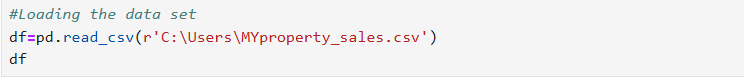 #Loading the data set
df=pd.read_csv(r'C:\Users\MYproperty_sales.csv')
df